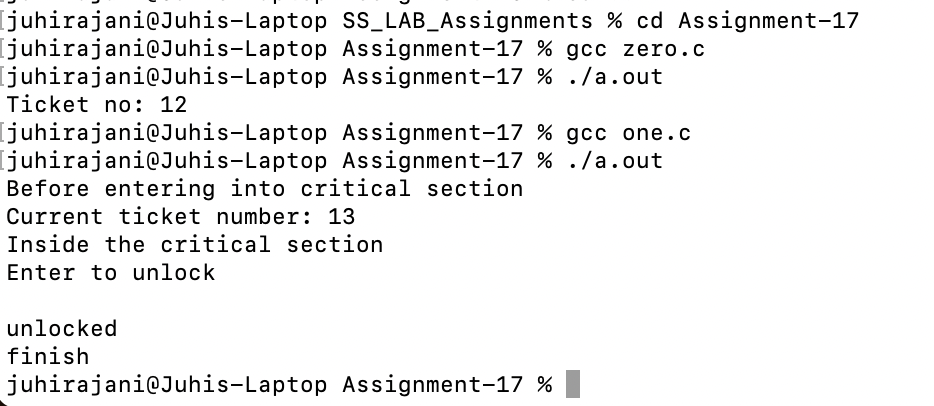 [juhirajani@Juhis-Laptop SS_LAB_Assignments % cd Assignment-17
[juhirajani@Juhis-Laptop Assignment-17 % gcc zero.c
[juhirajani@Juhis-Laptop Assignment-17 % ./a.out
Ticket no: 12
[juhirajani@Juhis-Laptop Assignment-17 % gcc one.c
[juhirajani@Juhis-Laptop Assignment-17 % ./a.out
Before entering into critical section
Current ticket number: 13
Inside the critical section
Enter to unlock
unlocked
finish
juhirajani@Juhis-Laptop Assignment-17 %